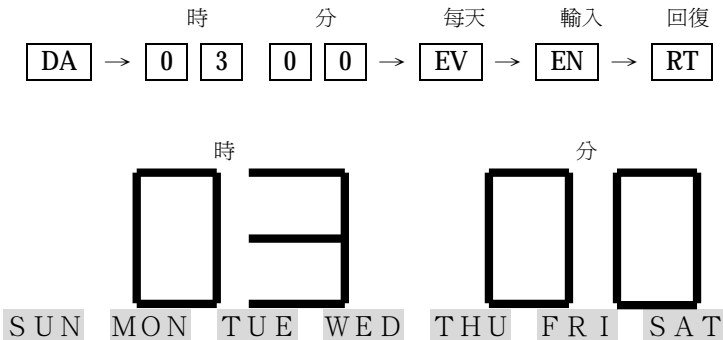 時 分 每天 輸入 回復
DA → 0 3 0 0 → EV → EN → RT
時 分
03 00
SUN MON TUE WED THU FRI SAT